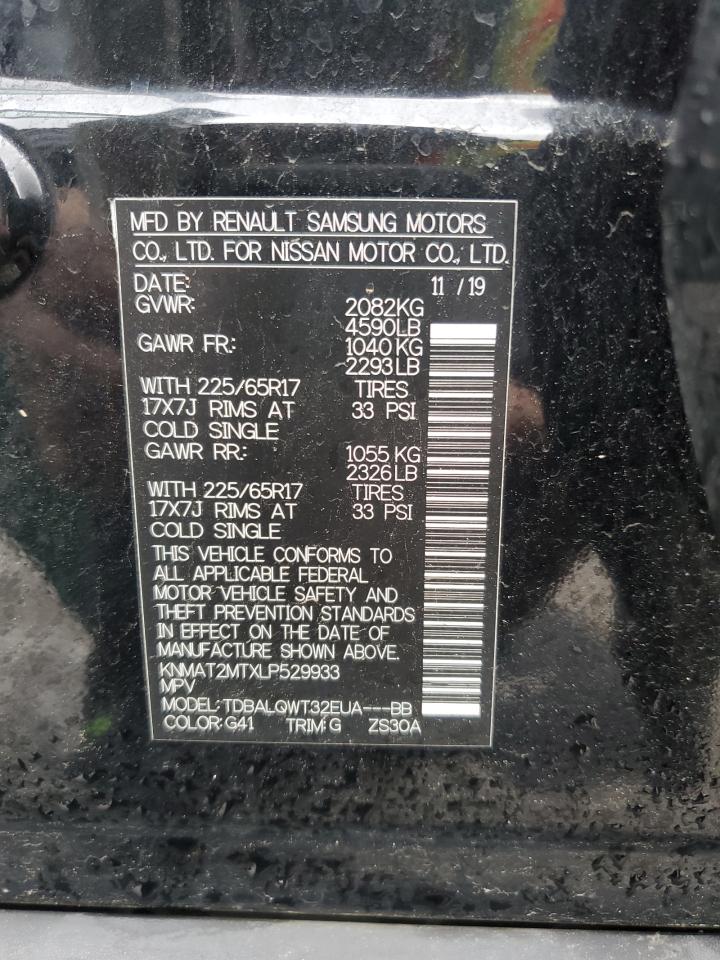 MFD BY RENAULT SAMSUNG MOTORS
CO., LTD. FOR NISSAN MOTOR CO., LTD.
DATE: 11 / 19
GVWR: 2082KG
4590LB
GAWR FR: 1040KG
2293LB
WITH 225/65R17 TIRES
17X7J RIMS AT 33 PSI
COLD SINGLE
GAWR RR: 1055 KG
2326LB
WITH 225/65R17 TIRES
17X7J RIMS AT 33 PSI
COLD SINGLE
THIS VEHICLE CONFORMS TO
ALL APPLICABLE FEDERAL
MOTOR VEHICLE SAFETY AND
THEFT PREVENTION STANDARDS
IN EFFECT ON THE DATE OF
MANUFACTURE SHOWN ABOVE.
KNMAT2MTXLP529933
MPV
MODEL: TDBALQWT32EUA---BB
COLOR: G41 TRIM: G ZS30A